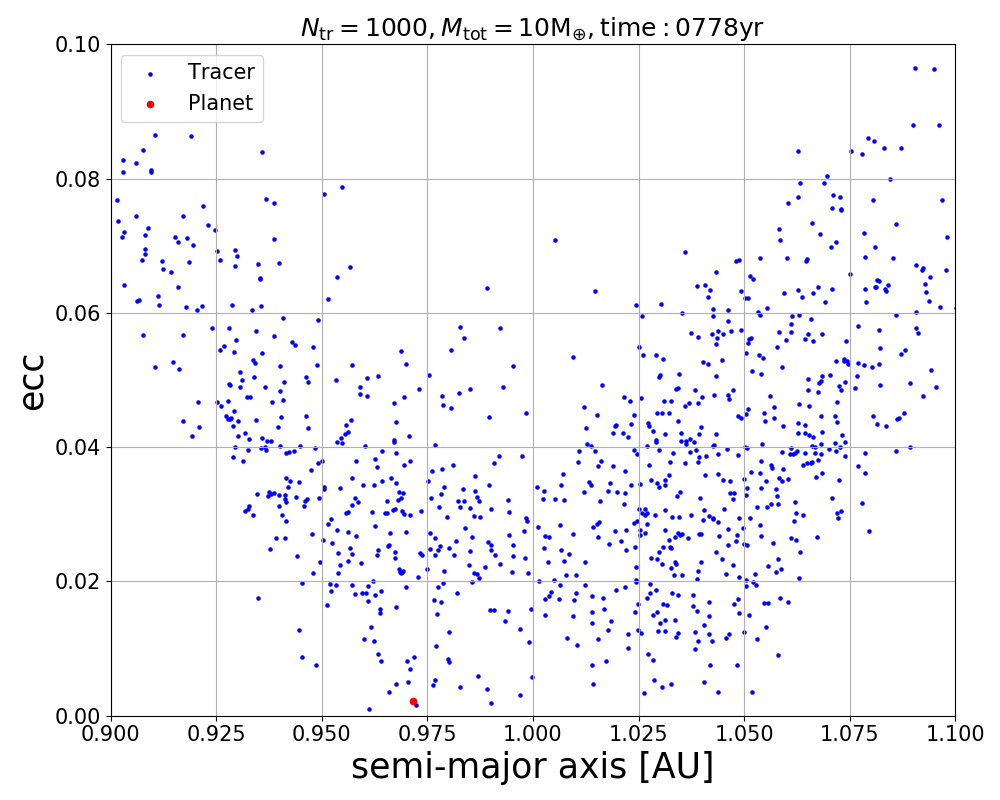 N_tr = 1000, M_tot = 10M_⊕, time : 0778yr
Tracer
Planet
0.10
0.08
0.06
0.04
0.02
0.00
ecc
0.900 0.925 0.950 0.975 1.000 1.025 1.050 1.075 1.100
semi-major axis [AU]